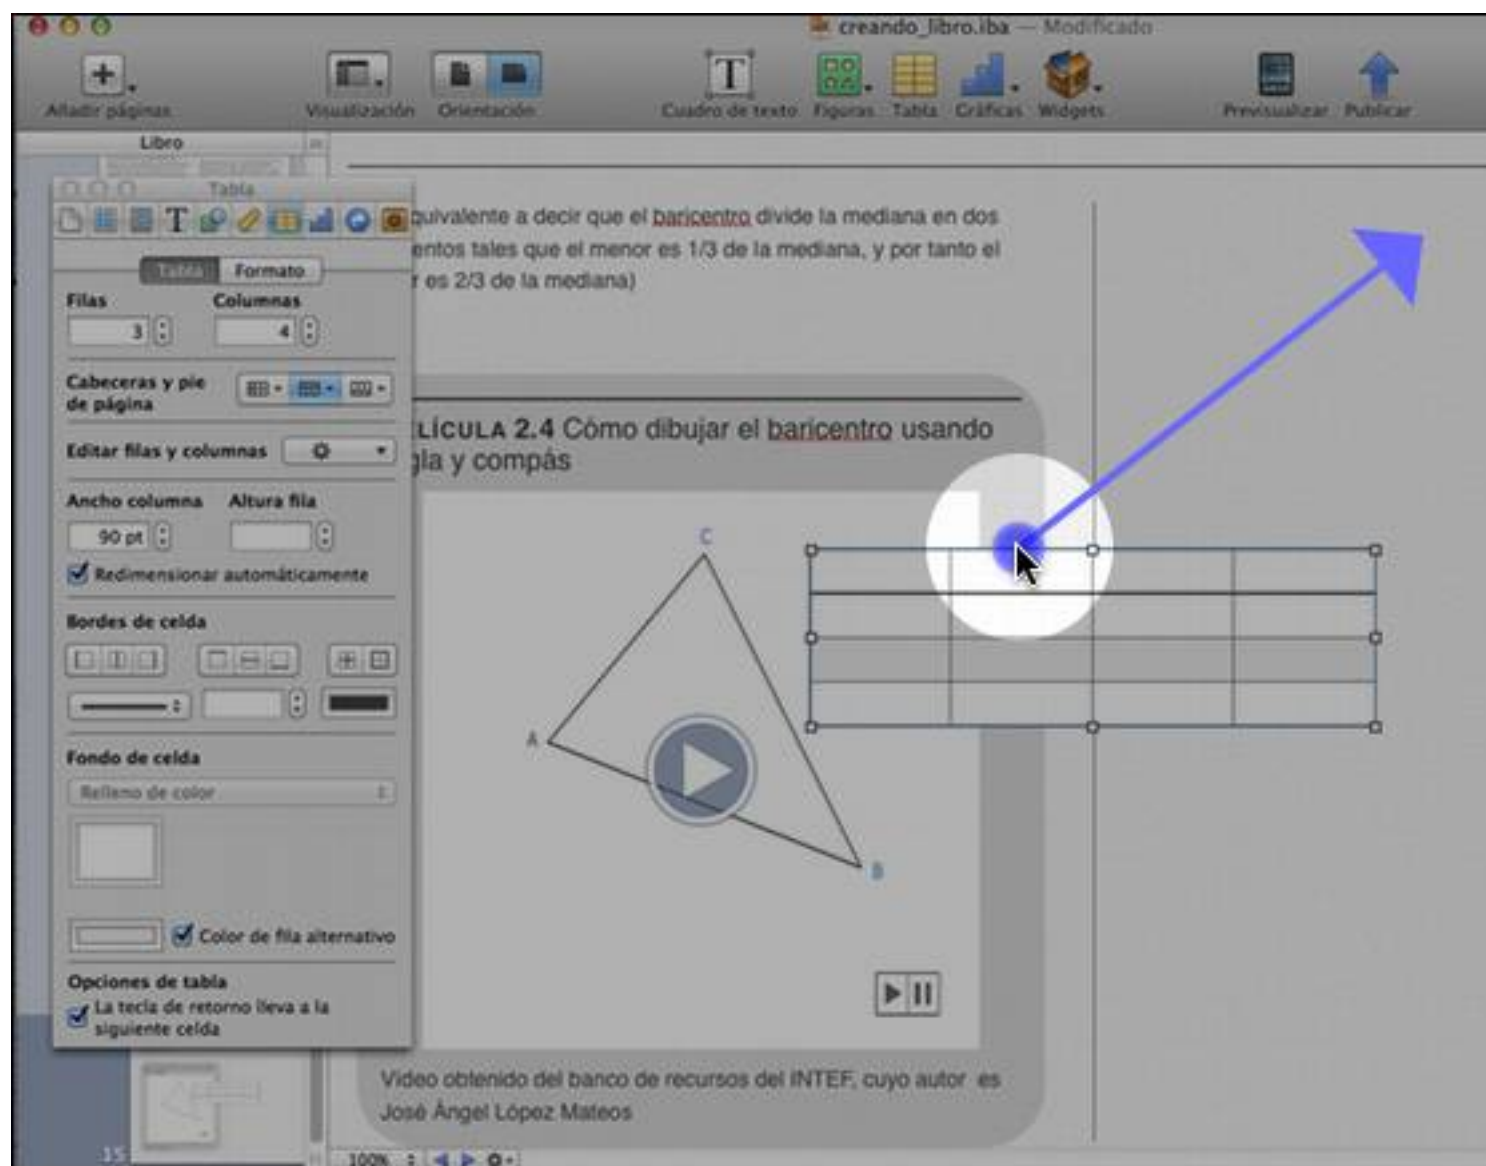 creando_libro.iba — Modificado
Añadir páginas
Visualización
Orientación
T
Cuadro de texto
Figuras
Tabla
Gráficas
Widgets
Previsualizar
Publicar
Libro
Tabla
T
Tabla
Formato
Filas
Columnas
3
4
Cabeceras y pie
de página
Editar filas y columnas
Ancho columna
Altura fila
90 pt
Redimensionar automáticamente
Bordes de celda
Fondo de celda
Relleno de color
Color de fila alternativo
Opciones de tabla
La tecla de retorno lleva a la
siguiente celda
quivalente a decir que el baricentro divide la mediana en dos
entos tales que el menor es 1/3 de la mediana, y por tanto el
r es 2/3 de la mediana)
LÍCULA 2.4 Cómo dibujar el baricentro usando
gla y compás
C
A
B
Video obtenido del banco de recursos del INTEF, cuyo autor es
José Ángel López Mateos
15
100%